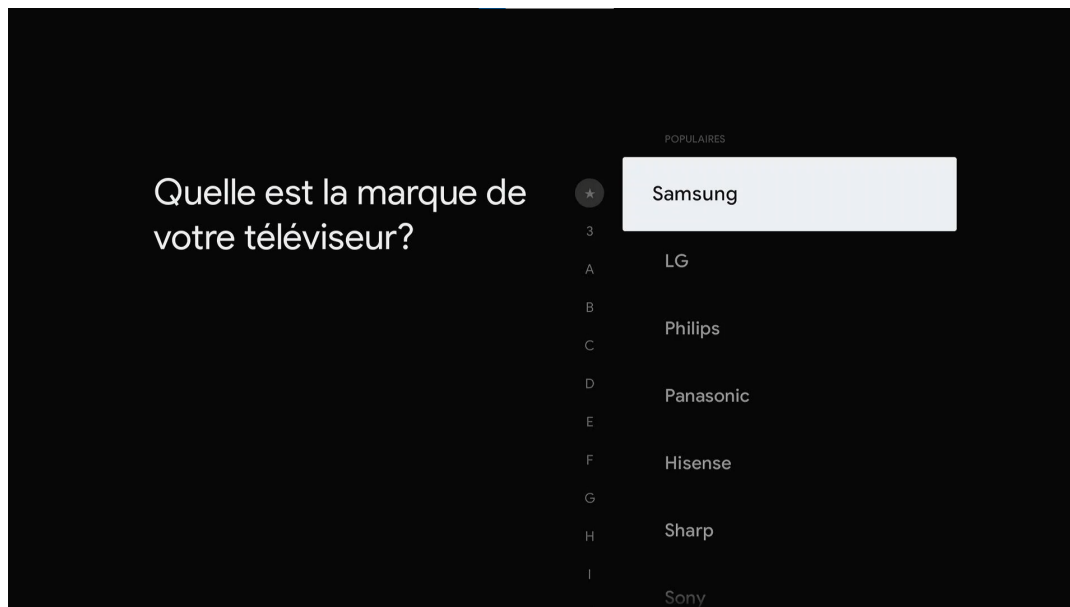 Quelle est la marque de
votre téléviseur?
★
3
A
B
C
D
E
F
G
H
I
POPULAIRES
Samsung
LG
Philips
Panasonic
Hisense
Sharp
Sony